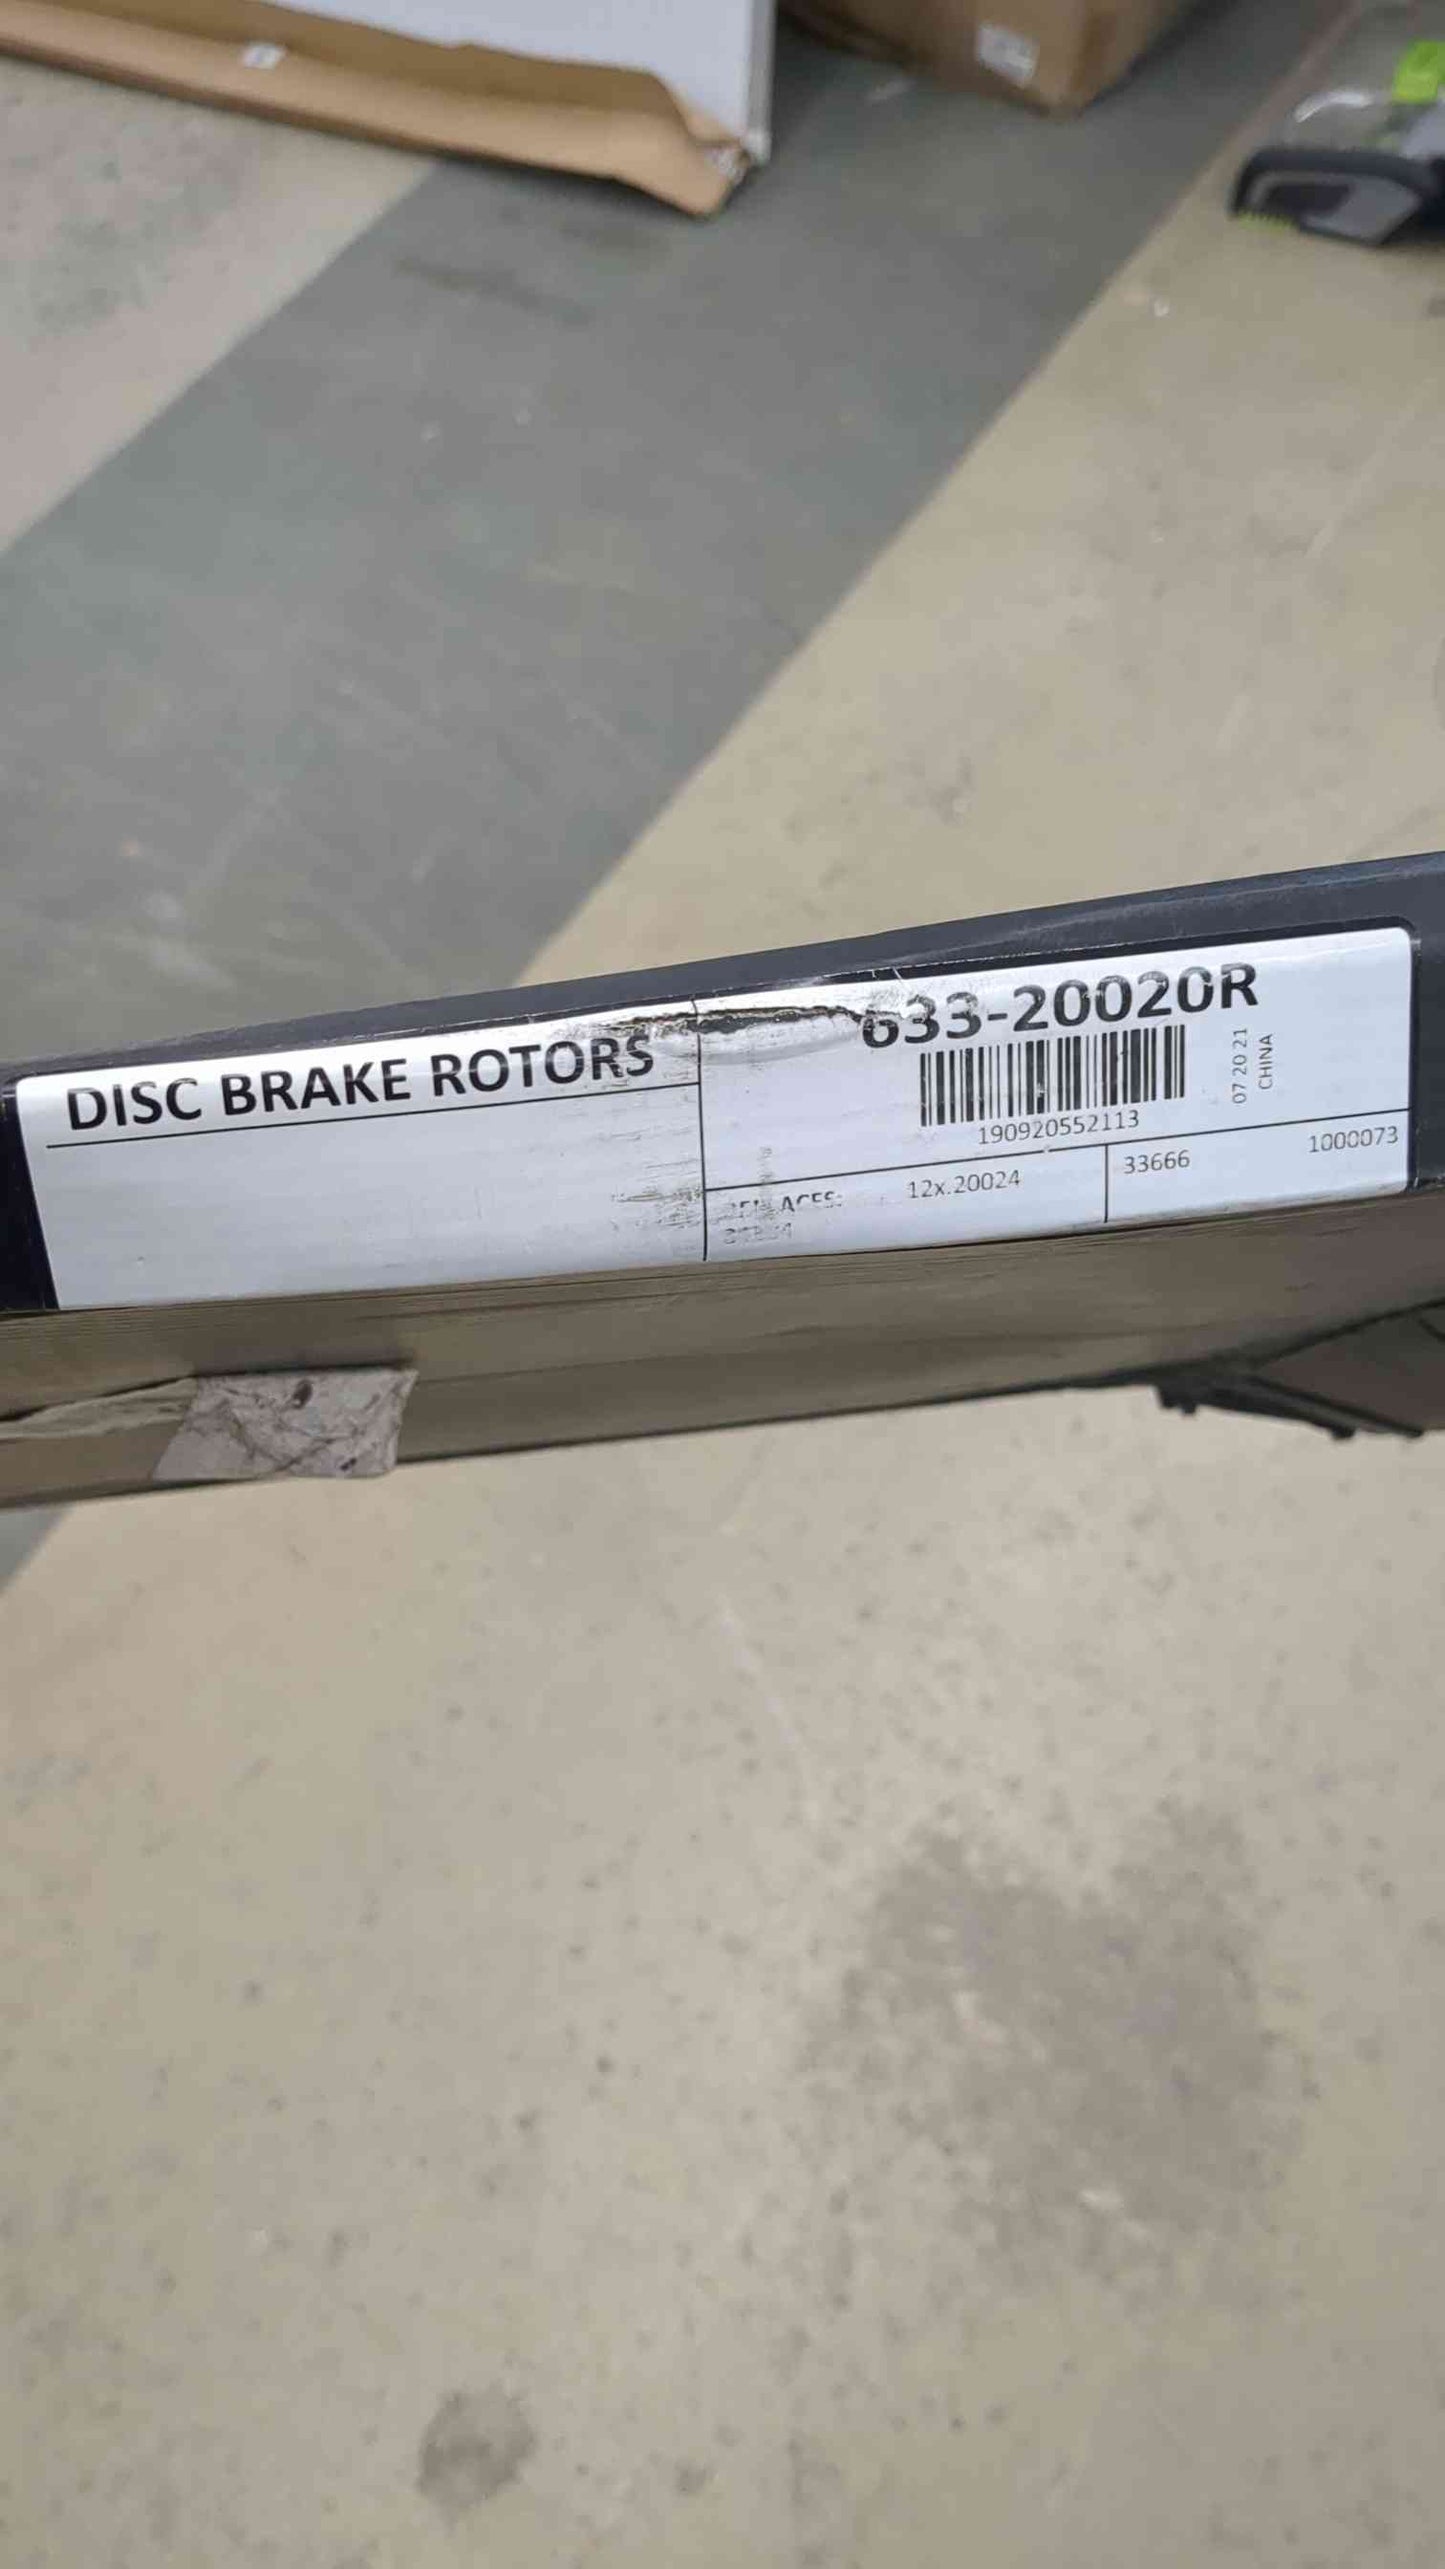 DISC BRAKE ROTORS
633-20020R
190920552113
07 20 21
CHINA
12x.20024
33666
1000073